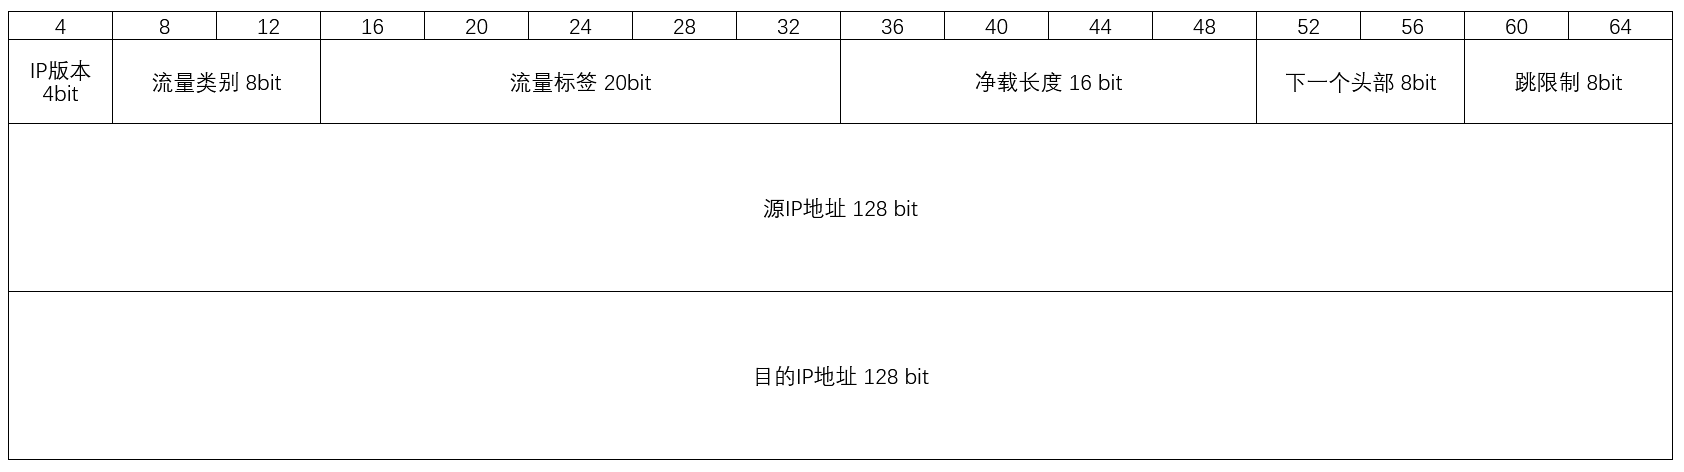 4 8 12 16 20 24 28 32 36 40 44 48 52 56 60 64
IP版本
4bit
流量类别 8bit
流量标签 20bit
净载长度 16 bit
下一个头部 8bit
跳限制 8bit
源IP地址 128 bit
目的IP地址 128 bit